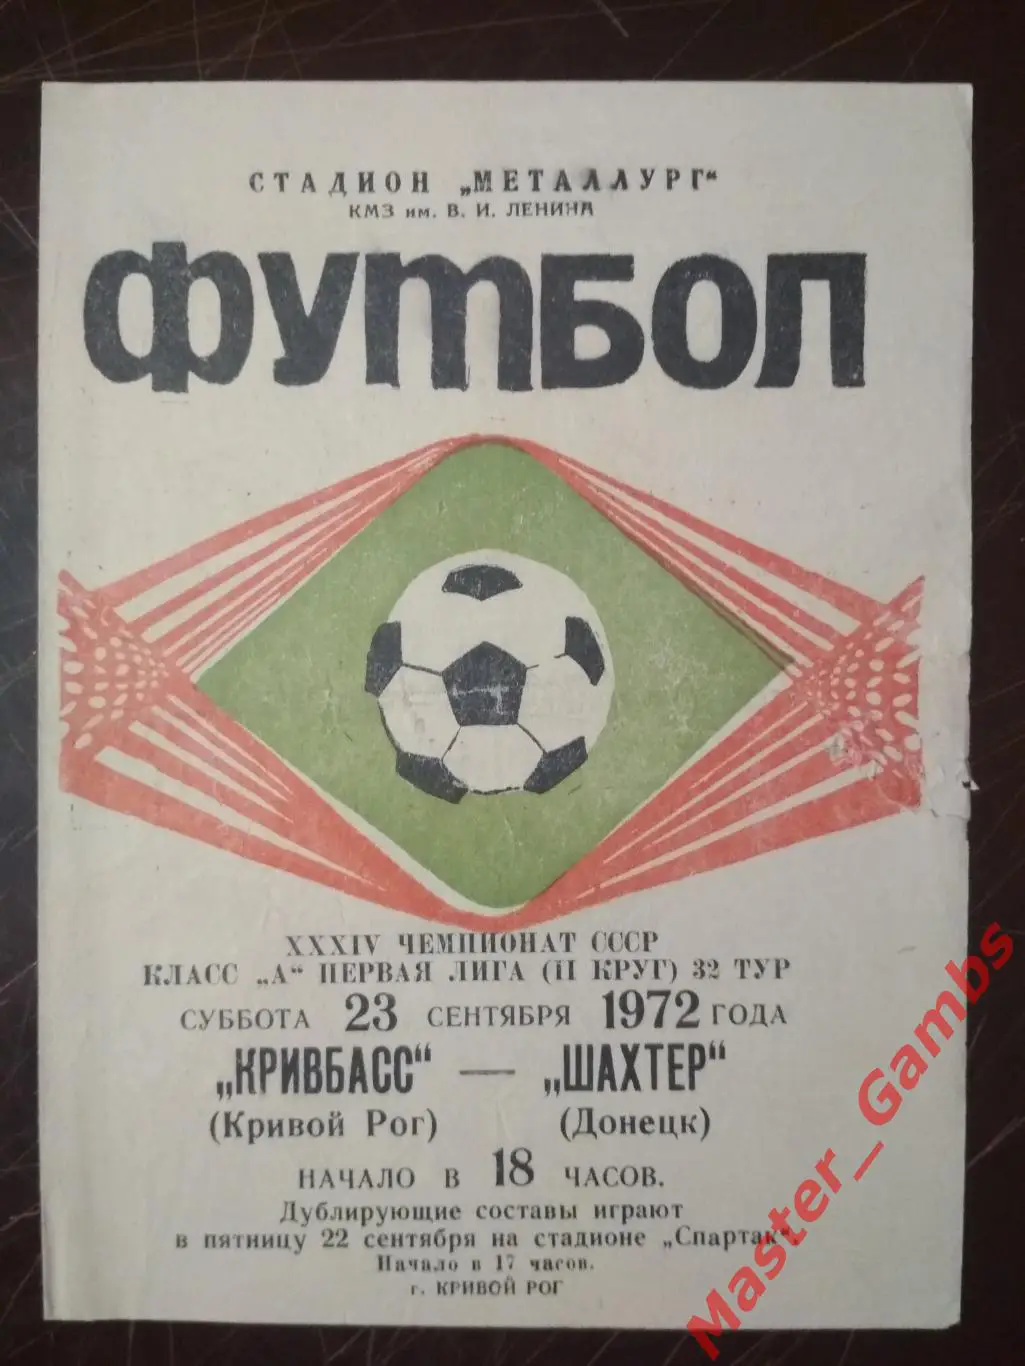 СТАДИОН „МЕТАЛЛУРГ“
КМЗ им. В. И. ЛЕНИНА
ФУТБОЛ
XXXIV ЧЕМПИОНАТ СССР
КЛАСС „А“ ПЕРВАЯ ЛИГА (II КРУГ) 32 ТУР
СУББОТА 23 СЕНТЯБРЯ 1972 ГОДА
„КРИВБАСС“ — „ШАХТЕР“
(Кривой Рог) (Донецк)
НАЧАЛО В 18 ЧАСОВ.
Дублирующие составы играют
в пятницу 22 сентября на стадионе „Спартак“.
Начало в 17 часов.
г. КРИВОЙ РОГ
Master_Gambs